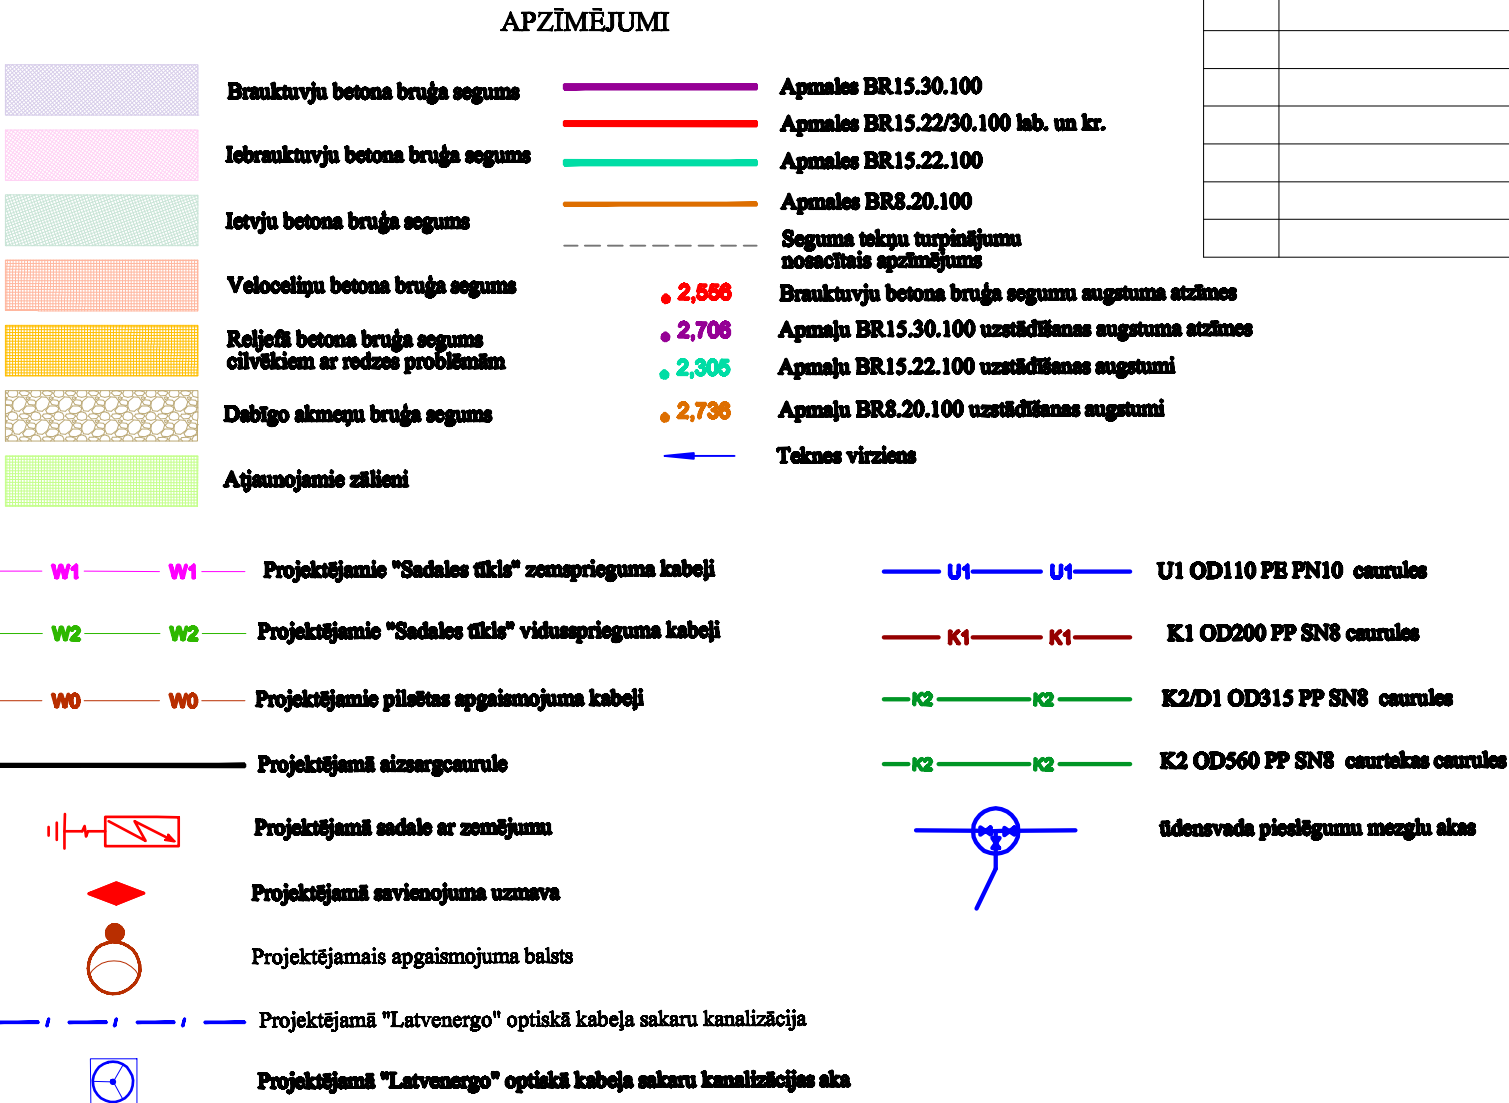 APZĪMĒJUMI
Brauktuvju betona bruģa segums
Iebrauktuvju betona bruģa segums
Ietvju betona bruģa segums
Veloceliņu betona bruģa segums
Reljefā betona bruģa segums
cilvēkiem ar redzes problēmām
Dabīgo akmeņu bruģa segums
Atjaunojamie zālieni
Apmales BR15.30.100
Apmales BR15.22/30.100 lab. un kr.
Apmales BR15.22.100
Apmales BR8.20.100
Seguma tekņu turpinājumu
nosacītais apzīmējums
2,556 Brauktuvju betona bruģa segumu augstuma atzīmes
2,706 Apmaļu BR15.30.100 uzstādīšanas augstuma atzīmes
2,305 Apmaļu BR15.22.100 uzstādīšanas augstumi
2,736 Apmaļu BR8.20.100 uzstādīšanas augstumi
Teknes virziens
W1 W1 Projektējamie "Sadales tīkls" zemsprieguma kabeļi
W2 W2 Projektējamie "Sadales tīkls" vidussprieguma kabeļi
W0 W0 Projektējamie pilsētas apgaismojuma kabeļi
Projektējamā aizsargcaurule
Projektējamā sadale ar zemējumu
Projektējamā savienojuma uzmava
Projektējamais apgaismojuma balsts
Projektējamā "Latvenergo" optiskā kabeļa sakaru kanalizācija
Projektējamā "Latvenergo" optiskā kabeļa sakaru kanalizācijas aka
U1 U1 U1 OD110 PE PN10 caurules
K1 K1 K1 OD200 PP SN8 caurules
K2 K2 K2/D1 OD315 PP SN8 caurules
K2 K2 K2 OD560 PP SN8 caurtekas caurules
ūdensvada pieslēgumu mezglu akas